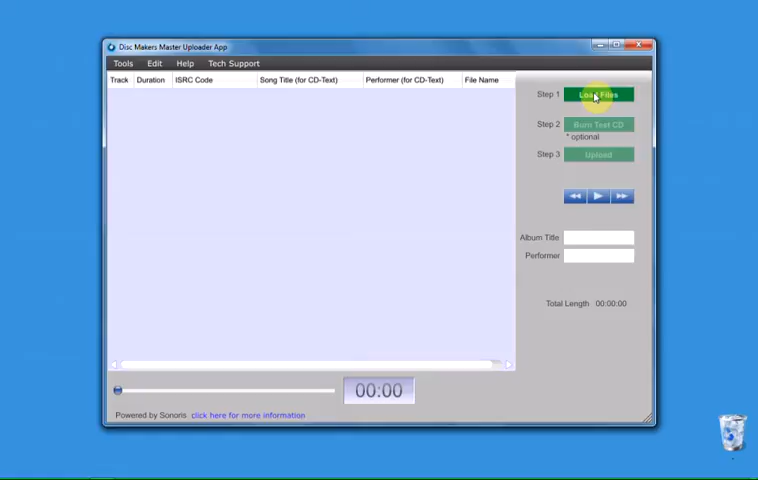 Disc Makers Master Uploader App
Tools Edit Help Tech Support
Track Duration ISRC Code Song Title (for CD-Text) Performer (for CD-Text) File Name
Step 1 Load Files
Step 2 Burn Test CD
* optional
Step 3 Upload
Album Title
Performer
Total Length 00:00:00
00:00
Powered by Sonoris click here for more information